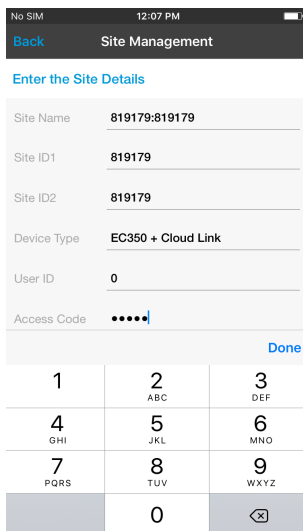 No SIM 12:07 PM
Back Site Management
Enter the Site Details
Site Name 819179:819179
Site ID1 819179
Site ID2 819179
Device Type EC350 + Cloud Link
User ID 0
Access Code •••••
Done
1 2 3
ABC DEF
4 5 6
GHI JKL MNO
7 8 9
PQRS TUV WXYZ
0